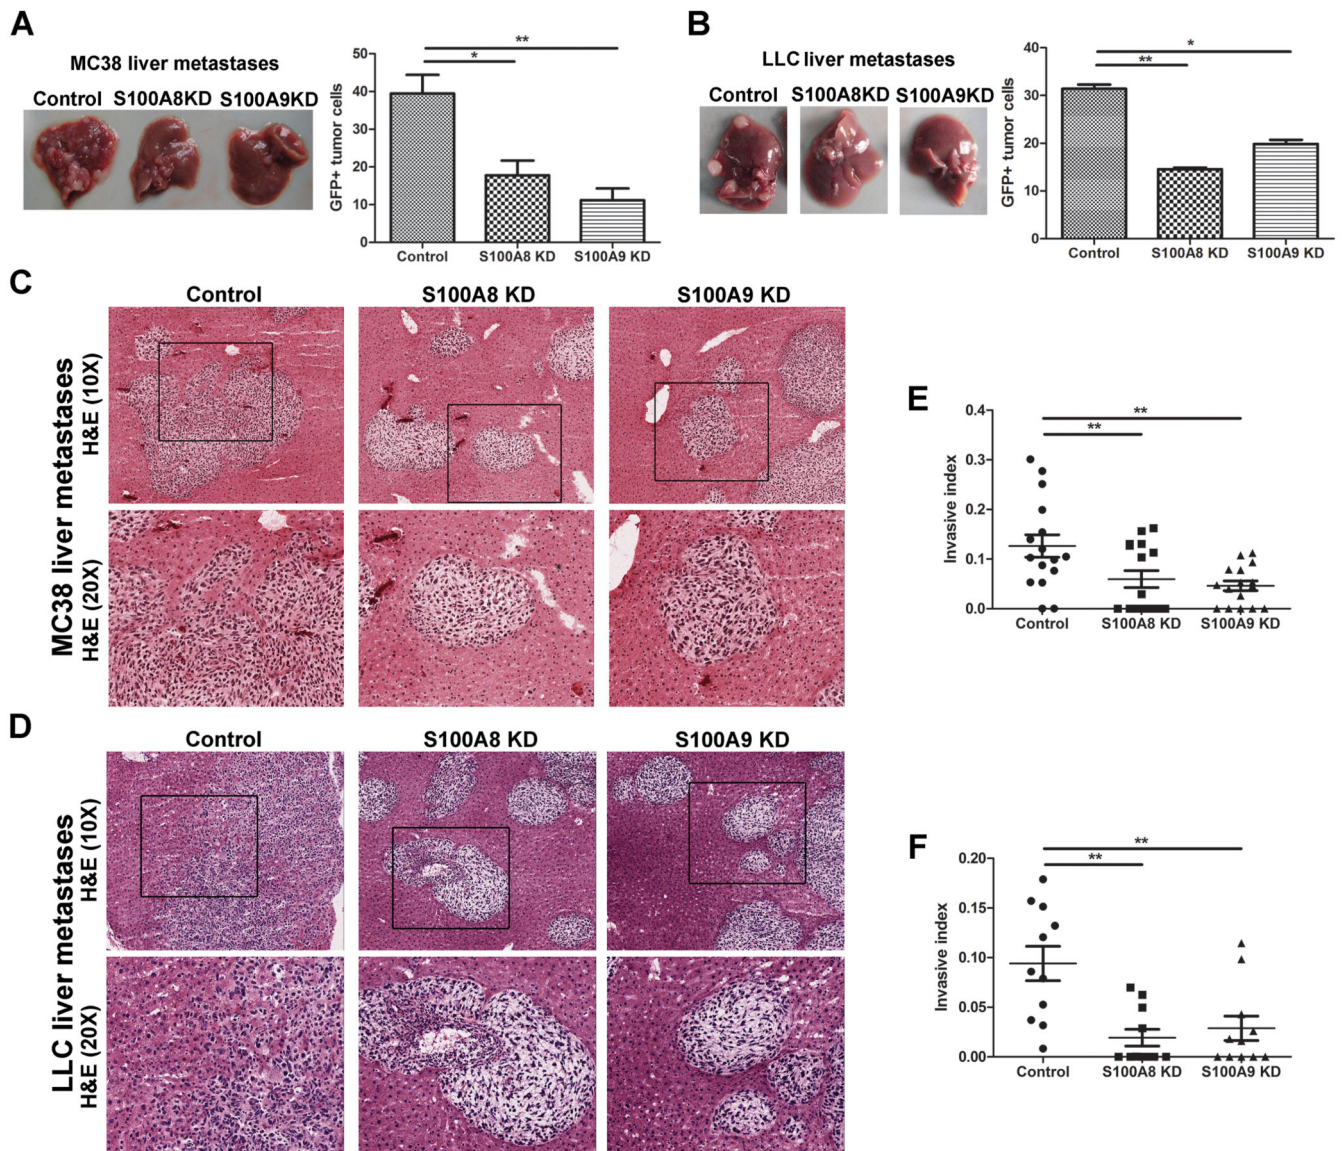 A
MC38 liver metastases
Control S100A8KD S100A9KD
GFP+ tumor cells
50
40
30
20
10
0
*
**
Control S100A8 KD S100A9 KD
B
LLC liver metastases
Control S100A8KD S100A9KD
GFP+ tumor cells
40
30
20
10
0
*
**
Control S100A8 KD S100A9 KD
C
Control S100A8 KD S100A9 KD
MC38 liver metastases
H&E (10X)
H&E (20X)
D
Control S100A8 KD S100A9 KD
LLC liver metastases
H&E (10X)
H&E (20X)
E
Invasive index
0.4
0.3
0.2
0.1
0.0
**
**
Control S100A8 KD S100A9 KD
F
Invasive index
0.20
0.15
0.10
0.05
0.00
**
**
Control S100A8 KD S100A9 KD